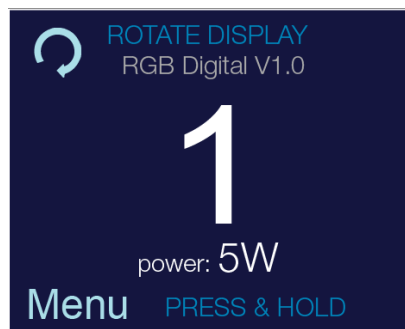 ROTATE DISPLAY
RGB Digital V1.0
1
power: 5W
Menu PRESS & HOLD